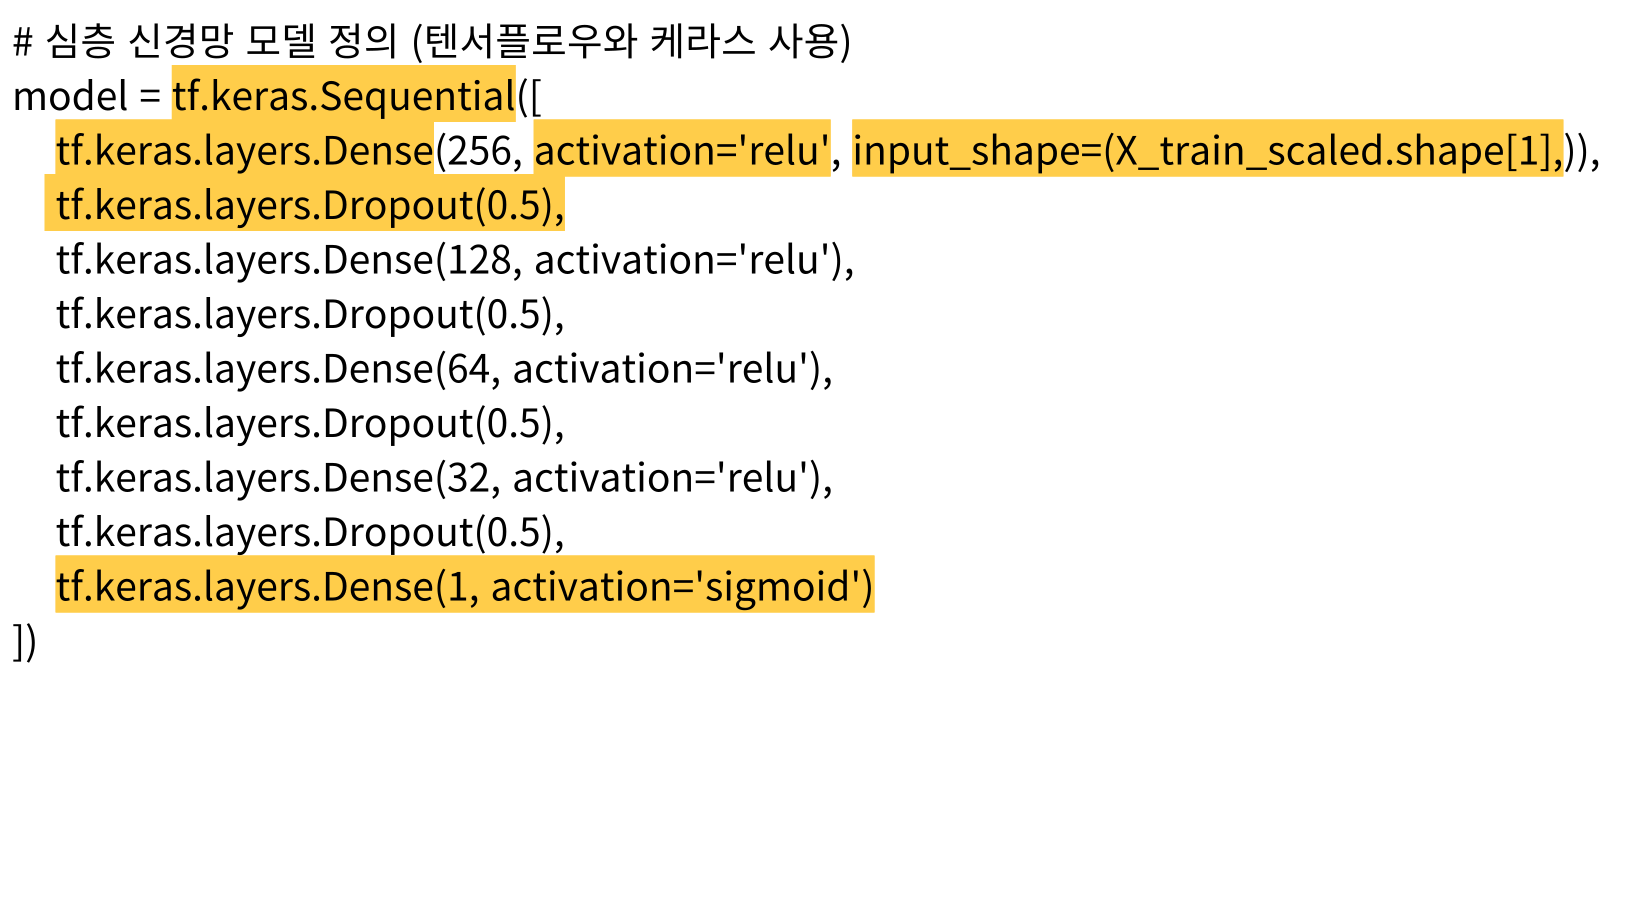 # 심층 신경망 모델 정의 (텐서플로우와 케라스 사용)
model = tf.keras.Sequential([
    tf.keras.layers.Dense(256, activation='relu', input_shape=(X_train_scaled.shape[1],)),
    tf.keras.layers.Dropout(0.5),
    tf.keras.layers.Dense(128, activation='relu'),
    tf.keras.layers.Dropout(0.5),
    tf.keras.layers.Dense(64, activation='relu'),
    tf.keras.layers.Dropout(0.5),
    tf.keras.layers.Dense(32, activation='relu'),
    tf.keras.layers.Dropout(0.5),
    tf.keras.layers.Dense(1, activation='sigmoid')
])